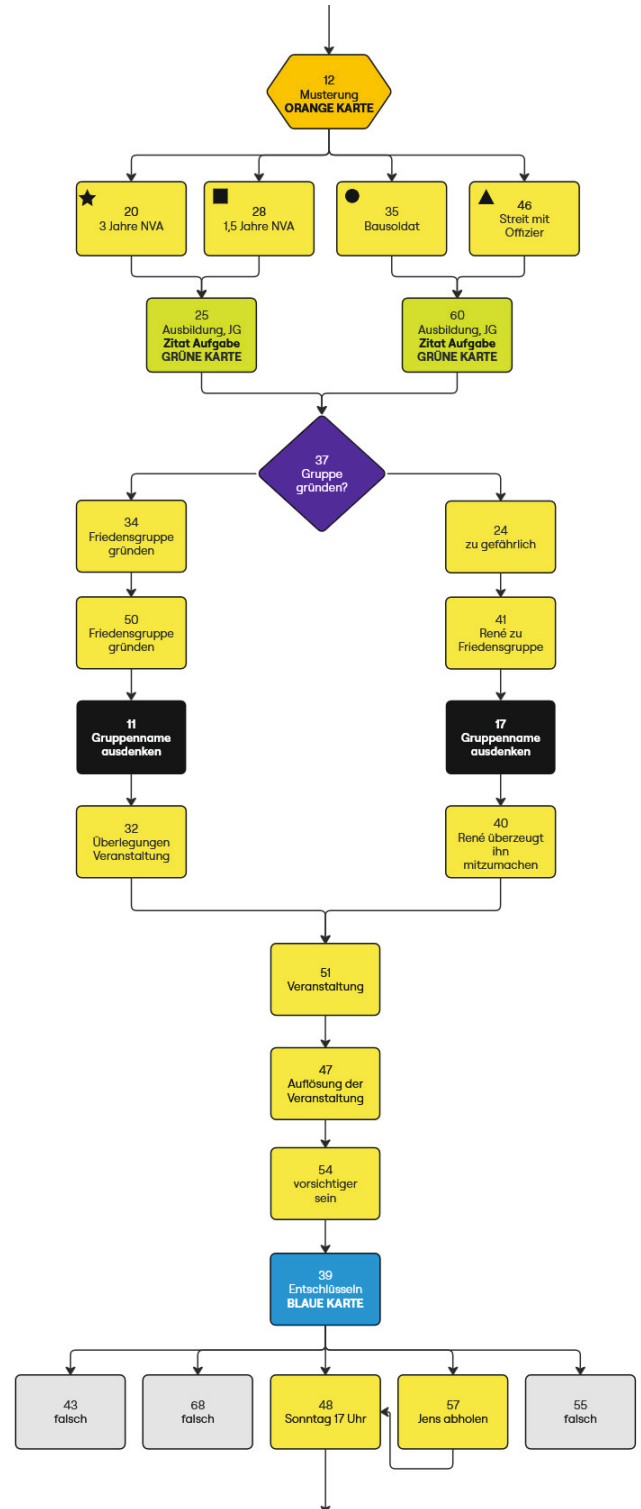 12
Musterung
ORANGE KARTE
20
3 Jahre NVA
28
1,5 Jahre NVA
35
Bausoldat
46
Streit mit
Offizier
25
Ausbildung, JG
Zitat Aufgabe
GRÜNE KARTE
60
Ausbildung, JG
Zitat Aufgabe
GRÜNE KARTE
37
Gruppe
gründen?
34
Friedensgruppe
gründen
24
zu gefährlich
50
Friedensgruppe
gründen
41
René zu
Friedensgruppe
11
Gruppenname
ausdenken
17
Gruppenname
ausdenken
32
Überlegungen
Veranstaltung
40
René überzeugt
ihn
mitzumachen
51
Veranstaltung
47
Auflösung der
Veranstaltung
54
vorsichtiger
sein
39
Entschlüsseln
BLAUE KARTE
43
falsch
68
falsch
48
Sonntag 17 Uhr
57
Jens abholen
55
falsch